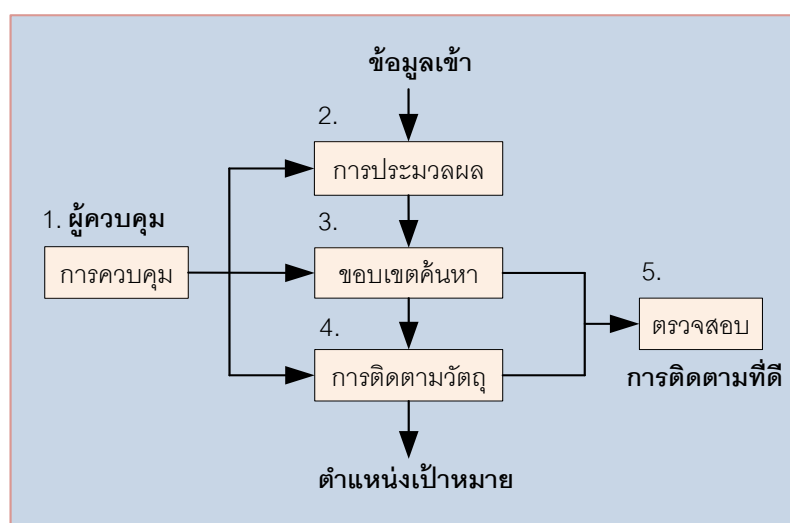 ข้อมูลเข้า
2.
การประมวลผล
1. ผู้ควบคุม
การควบคุม
3.
ขอบเขตค้นหา
4.
การติดตามวัตถุ
5.
ตรวจสอบ
การติดตามที่ดี
ตำแหน่งเป้าหมาย